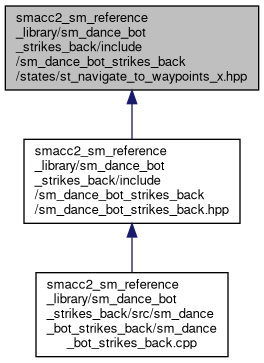 smacc2_sm_reference
_library/sm_dance_bot
_strikes_back/include
/sm_dance_bot_strikes_back
/states/st_navigate_to_waypoints_x.hpp
smacc2_sm_reference
_library/sm_dance_bot
_strikes_back/include
/sm_dance_bot_strikes_back
/sm_dance_bot_strikes_back.hpp
smacc2_sm_reference
_library/sm_dance_bot
_strikes_back/src/sm_dance
_bot_strikes_back/sm_dance
_bot_strikes_back.cpp